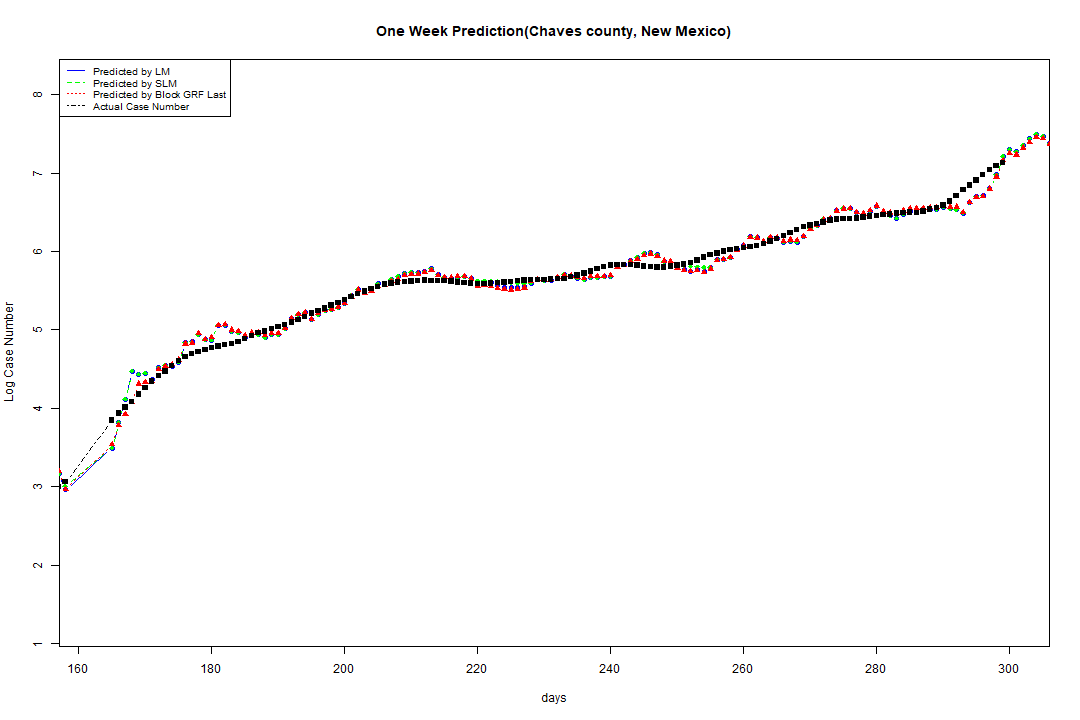 One Week Prediction(Chaves county, New Mexico)
Predicted by LM
Predicted by SLM
Predicted by Block GRF Last
Actual Case Number
Log Case Number
8
7
6
5
4
3
2
1
160 180 200 220 240 260 280 300
days